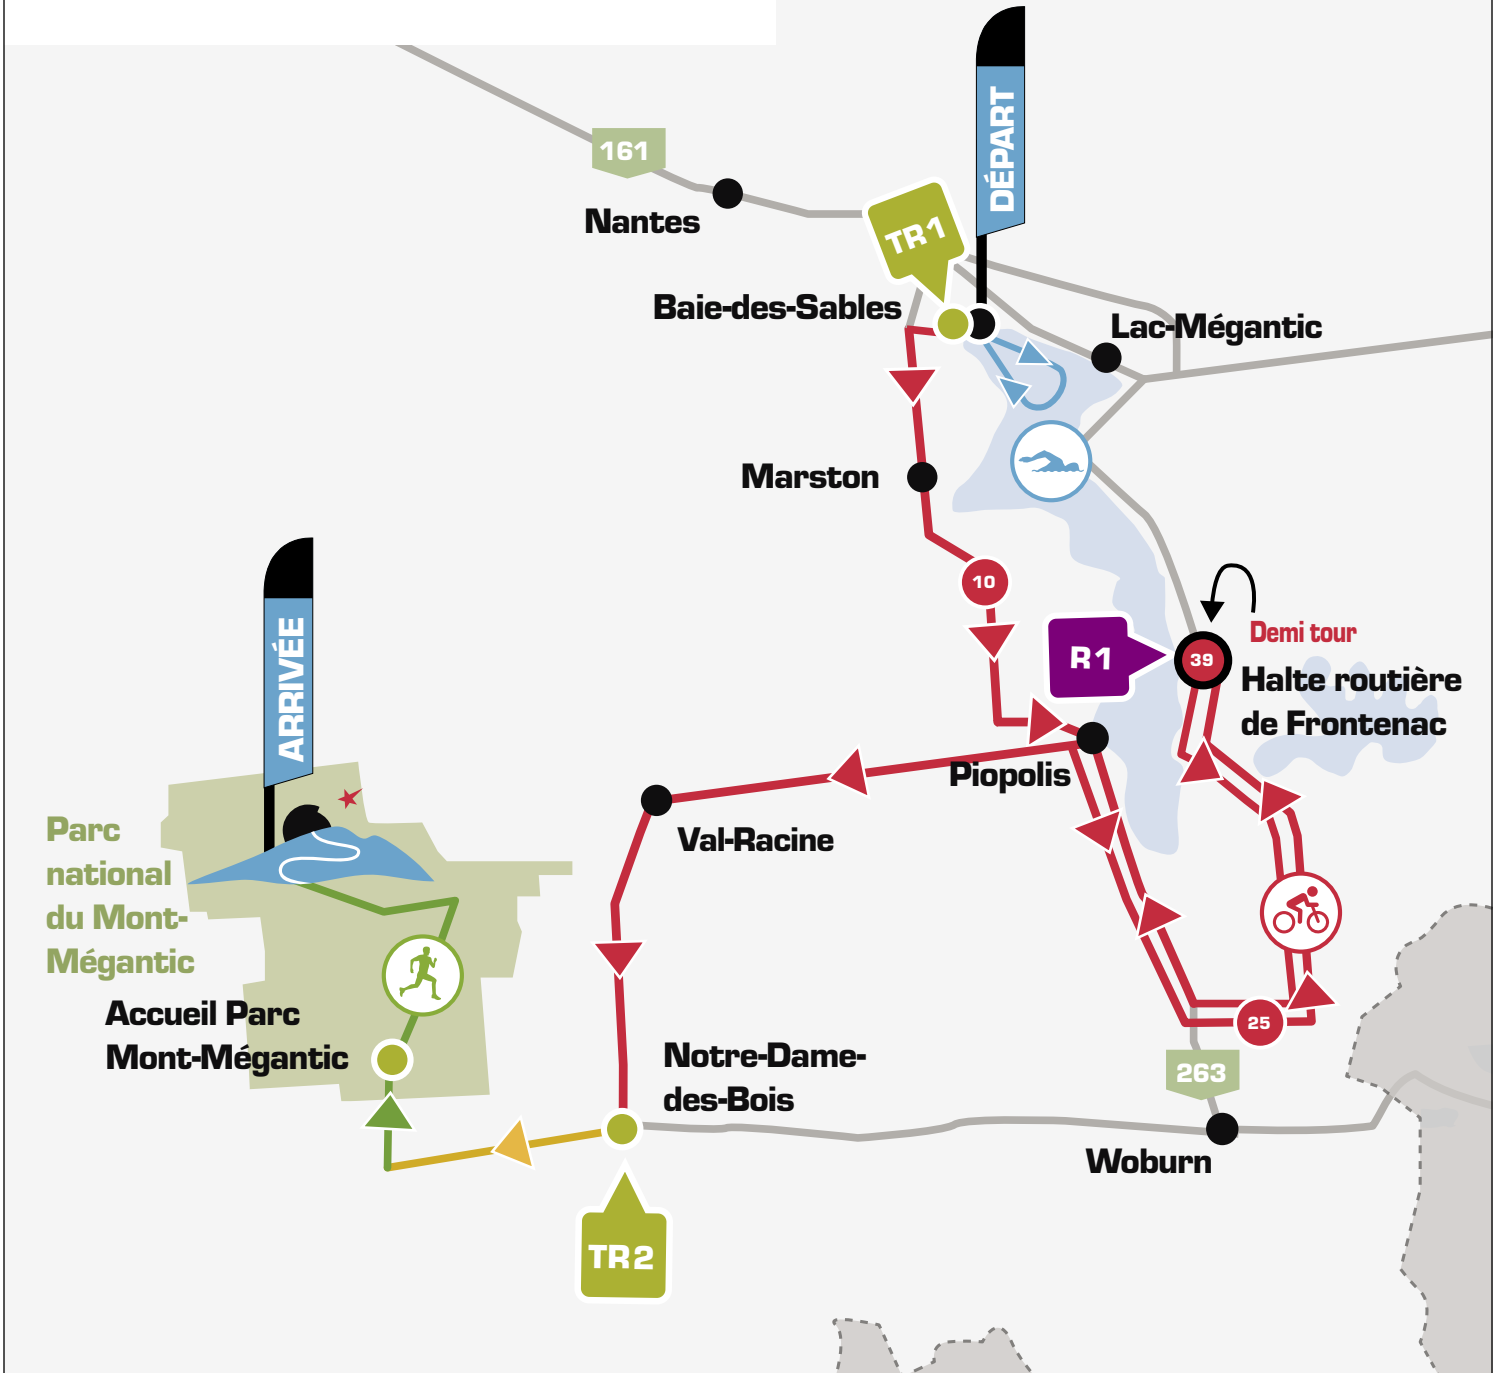 DÉPART
161
Nantes
TR1
Baie-des-Sables
Lac-Mégantic
Marston
10
Demi tour
R1
39
Halte routière
de Frontenac
ARRIVÉE
Piopolis
Val-Racine
Parc
national
du Mont-
Mégantic
Accueil Parc
Mont-Mégantic
25
Notre-Dame-
des-Bois
263
Woburn
TR2